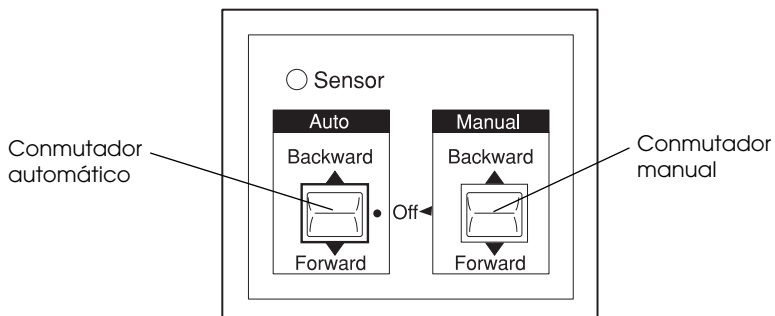 Sensor
Auto
Manual
Conmutador
automático
Backward
Backward
Conmutador
manual
Off
Forward
Forward